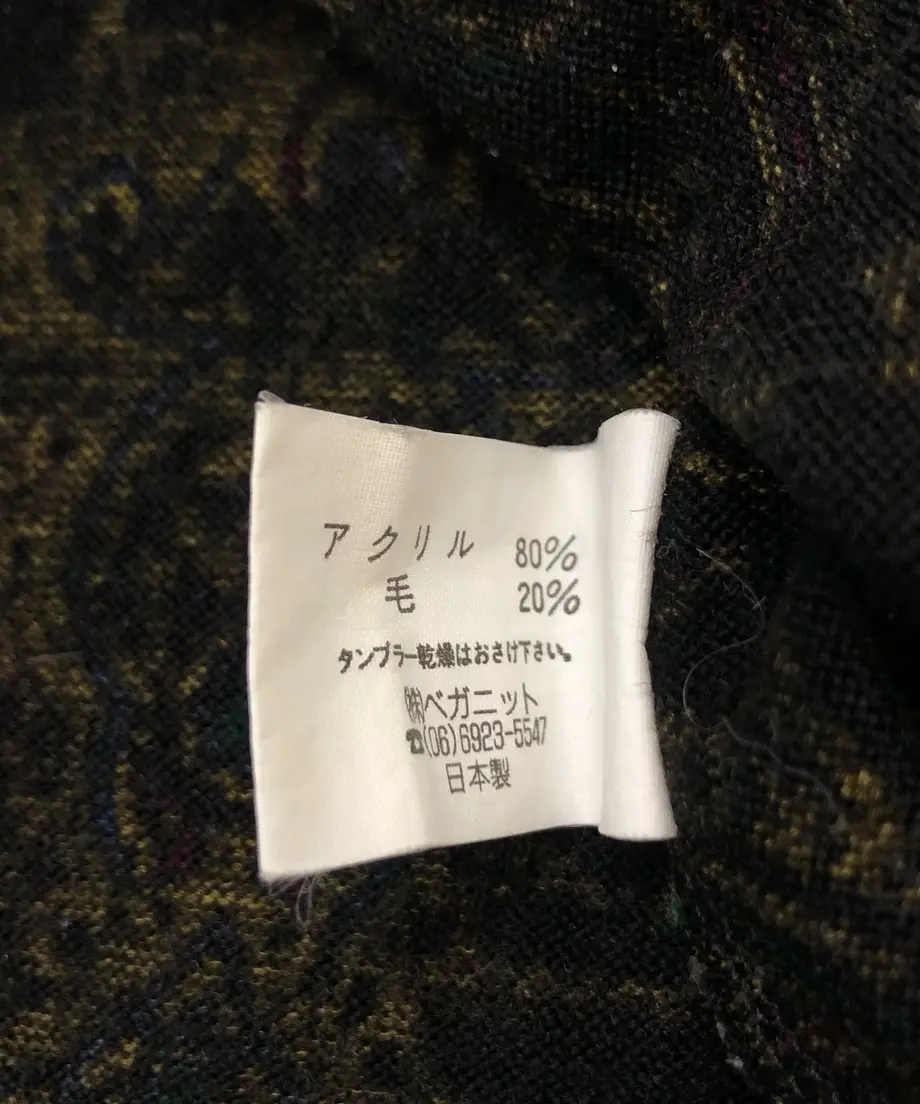 アクリル 80%
毛 20%
タンブラー乾燥はおさけ下さい。
㈱ベガニット
☎(06)6923-5547
日本製